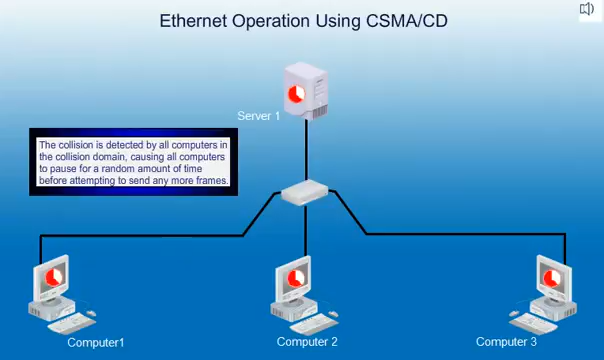 Ethernet Operation Using CSMA/CD
Server 1
The collision is detected by all computers in
the collision domain, causing all computers
to pause for a random amount of time
before attempting to send any more frames.
Computer1
Computer 2
Computer 3